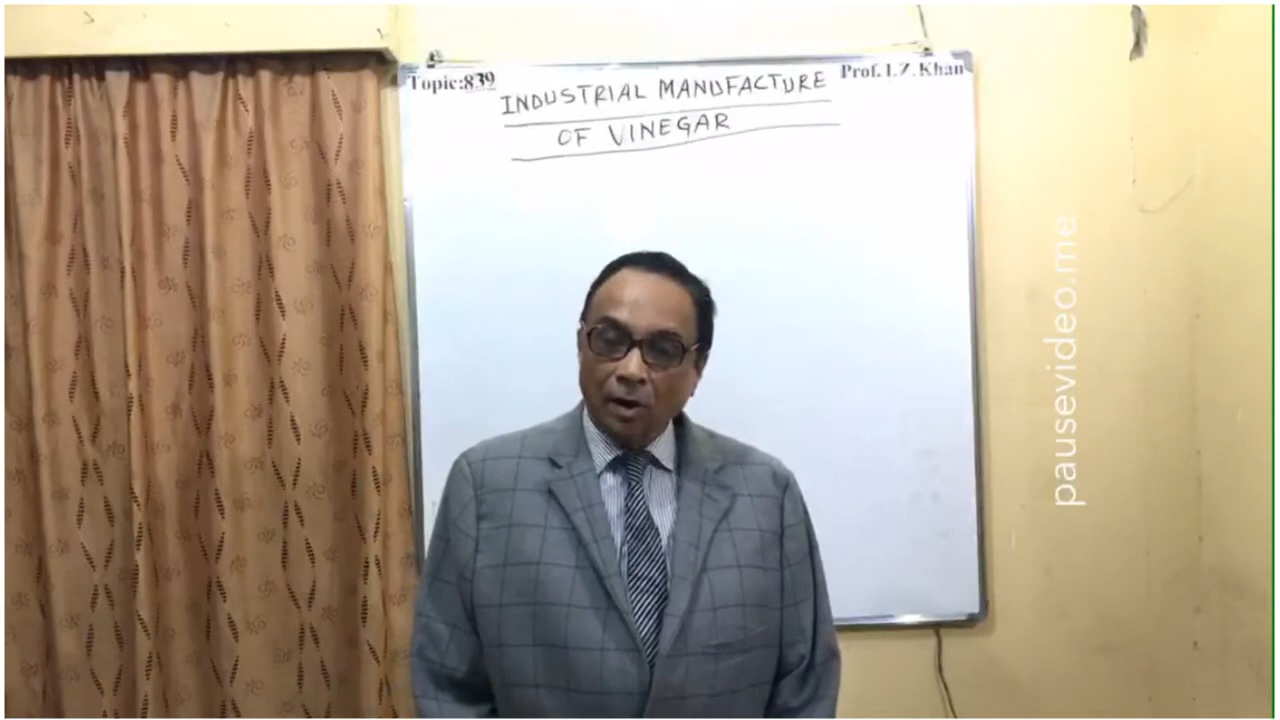 Topic:839
Prof. I.Z. Khan
INDUSTRIAL MANUFACTURE
OF VINEGAR
pausevideo.me